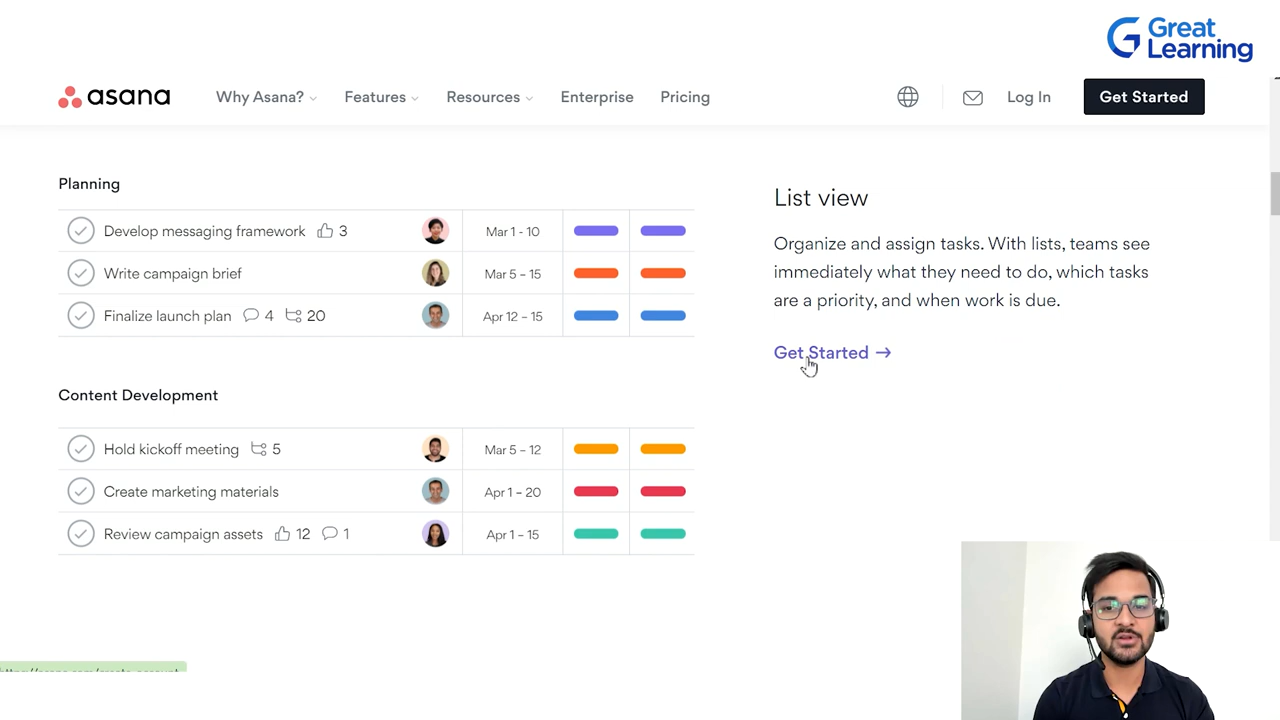 Great
Learning
asana
Why Asana?
Features
Resources
Enterprise
Pricing
Log In
Get Started
Planning
Develop messaging framework 3 Mar 1 - 10
Write campaign brief Mar 5 – 15
Finalize launch plan 4 20 Apr 12 – 15
Content Development
Hold kickoff meeting 5 Mar 5 – 12
Create marketing materials Apr 1 – 20
Review campaign assets 12 1 Apr 1 – 15
List view
Organize and assign tasks. With lists, teams see
immediately what they need to do, which tasks
are a priority, and when work is due.
Get Started →